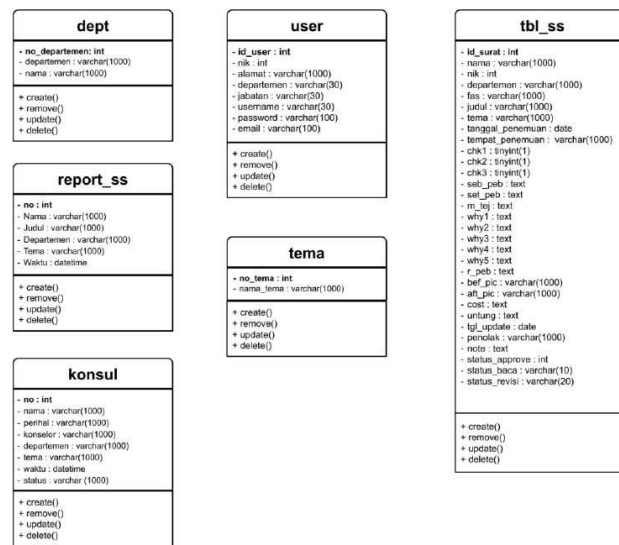 dept
- no_departemen: int
- departemen : varchar(1000)
- nama : varchar(1000)
+ create()
+ remove()
+ update()
+ delete()
report_ss
- no : int
- Nama : varchar(1000)
- Judul : varchar(1000)
- Departemen : varchar(1000)
- Tema : varchar(1000)
- Waktu : datetime
+ create()
+ remove()
+ update()
+ delete()
konsul
- no : int
- nama : varchar(1000)
- perihal : varchar(1000)
- konselor : varchar(1000)
- departemen : varchar(1000)
- tema : varchar(1000)
- waktu : datetime
- status : varchar (1000)
+ create()
+ remove()
+ update()
+ delete()
user
- id_user : int
- nik : int
- alamat : varchar(1000)
- departemen : varchar(30)
- jabatan : varchar(30)
- username : varchar(30)
- password : varchar(100)
- email : varchar(100)
+ create()
+ remove()
+ update()
+ delete()
tema
- no_tema : int
- nama_tema : varchar(1000)
+ create()
+ remove()
+ update()
+ delete()
tbl_ss
- id_surat : int
- nama : varchar(1000)
- nik : int
- departemen : varchar(1000)
- fas : varchar(1000)
- judul : varchar(1000)
- tema : varchar(1000)
- tanggal_penemuan : date
- tempat_penemuan : varchar(1000)
- chk1 : tinyint(1)
- chk2 : tinyint(1)
- chk3 : tinyint(1)
- seb_peb : text
- set_peb : text
- m_tej : text
- why1 : text
- why2 : text
- why3 : text
- why4 : text
- why5 : text
- r_peb : text
- bef_pic : varchar(1000)
- aft_pic : varchar(1000)
- cost : text
- untung : text
- tgl_update : date
- penolak : varchar(1000)
- note : text
- status_approve : int
- status_baca : varchar(10)
- status_revisi : varchar(20)
+ create()
+ remove()
+ update()
+ delete()